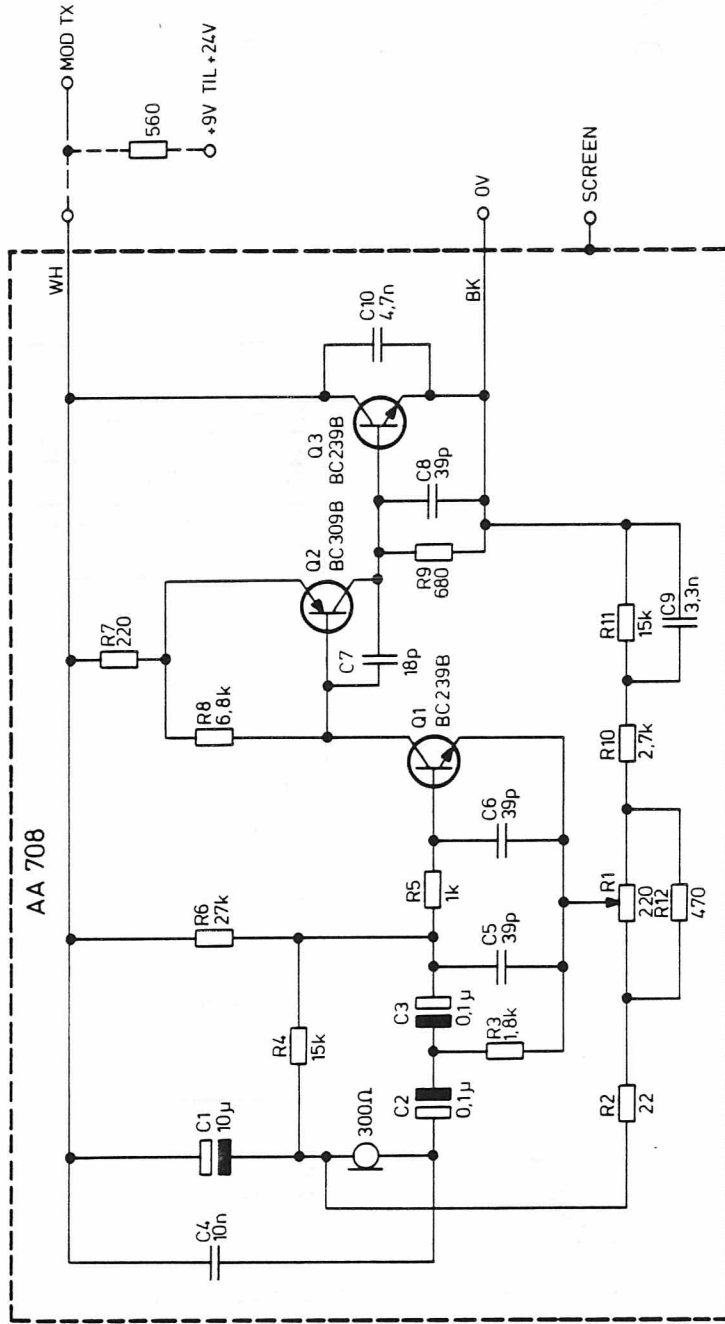 AA 708
MOD TX
560
+9V TIL +24V
WH
SCREEN
0V
BK
C4
10n
C1
10µ
R4
15k
R6
27k
R8
6,8k
R7
220
Q2
BC309B
C7
18p
Q3
BC239B
C10
4,7n
C8
39p
R9
680
Q1
BC239B
R5
1k
C6
39p
C5
39p
C3
0,1µ
C2
0,1µ
300Ω
R3
1,8k
R2
22
R1
220
R12
470
R10
2,7k
R11
15k
C9
3,3n